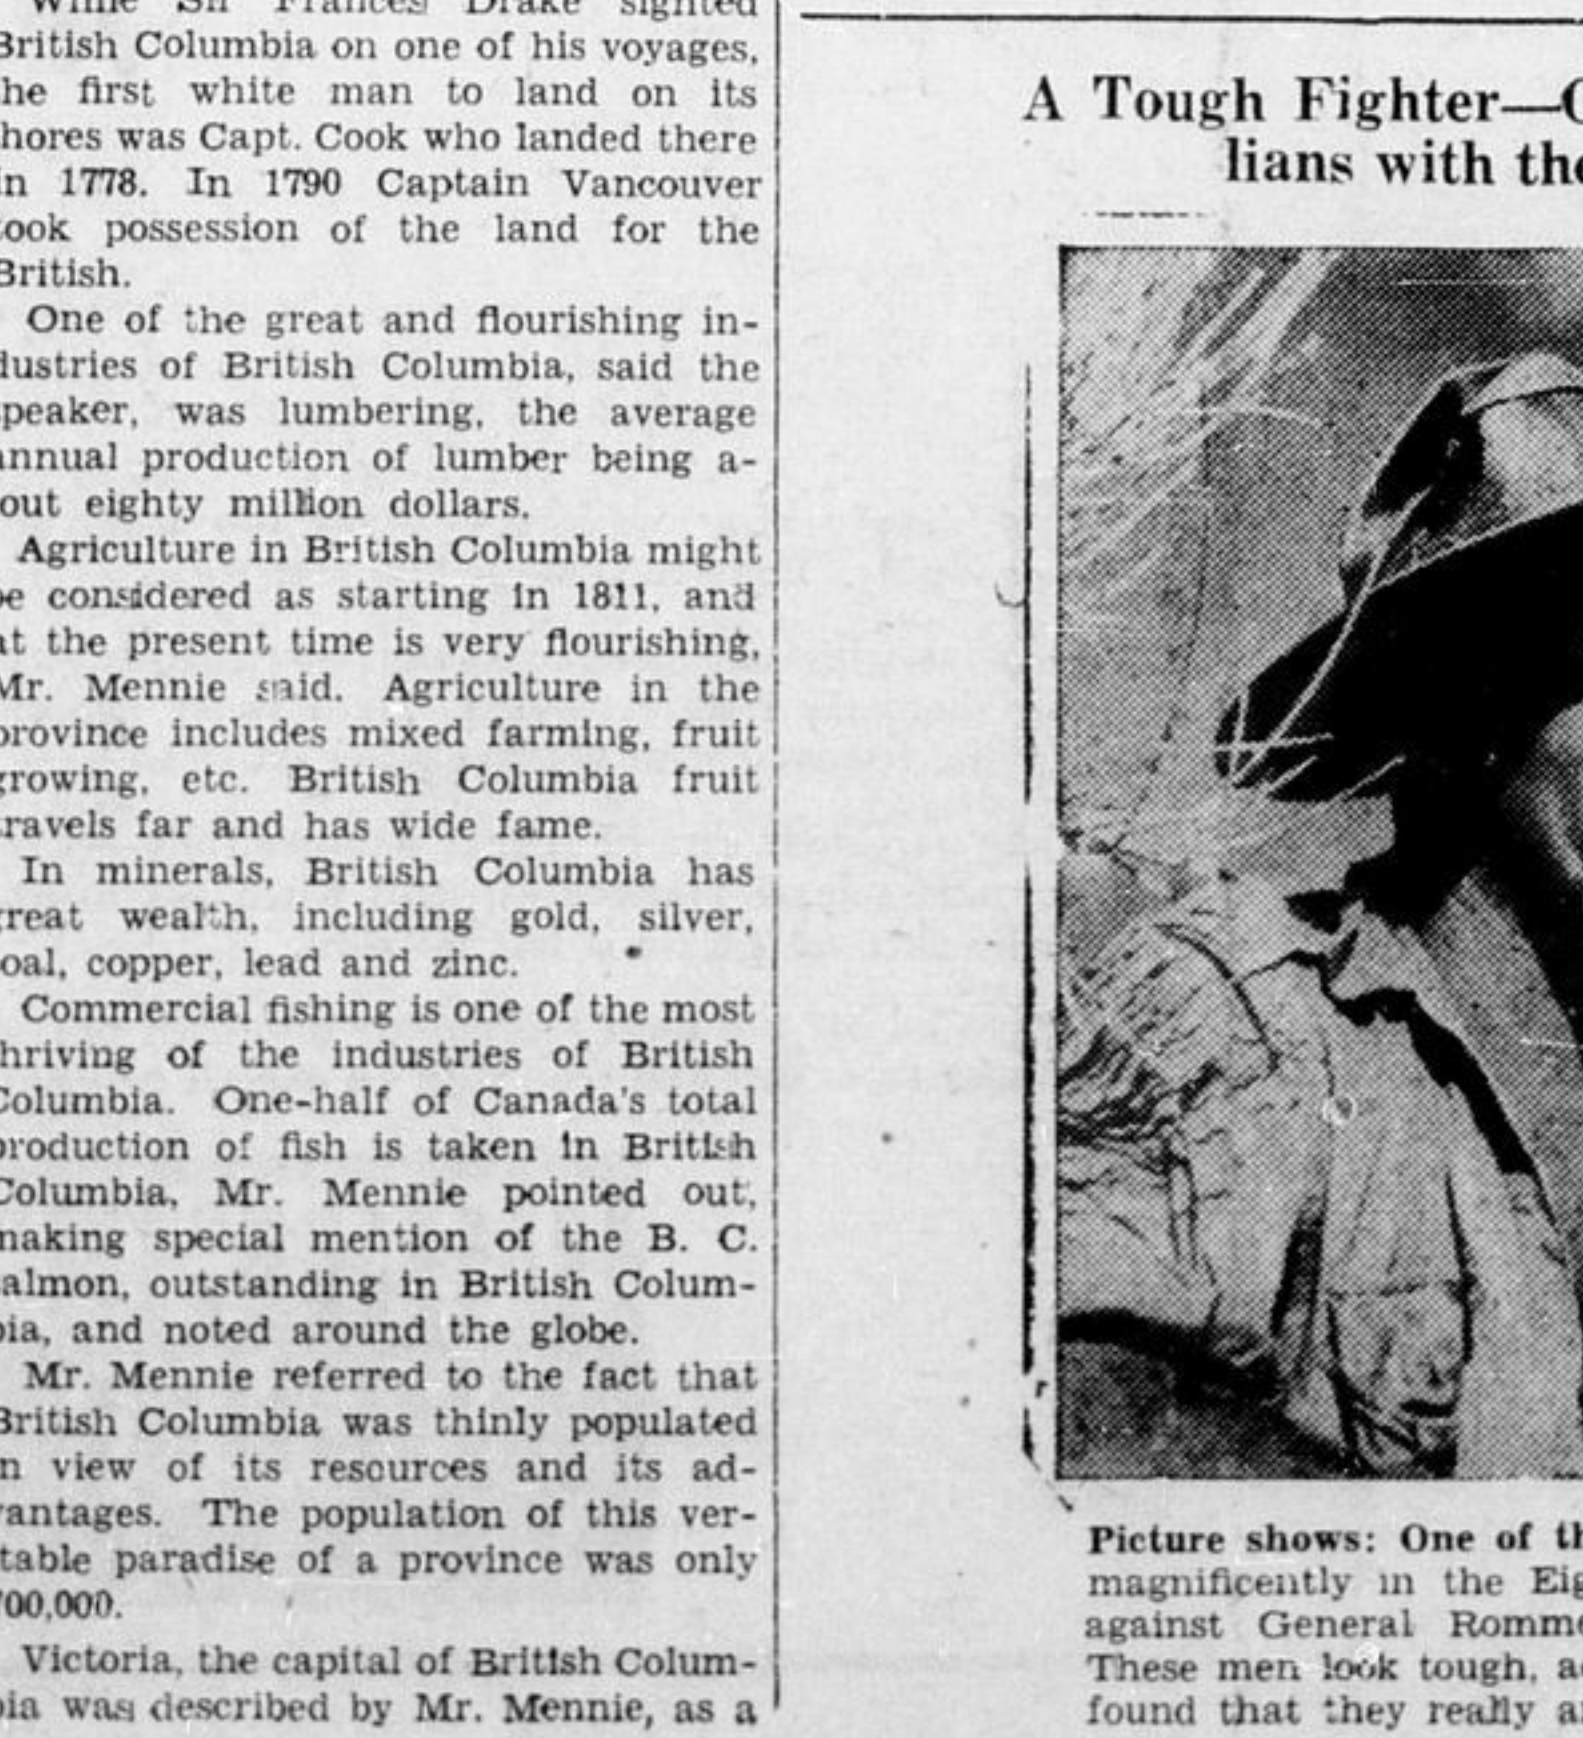 While Sir Frances Drake sighted
British Columbia on one of his voyages,
he first white man to land on its
hores was Capt. Cook who landed there
in 1778. In 1790 Captain Vancouver
took possession of the land for the
British.
One of the great and flourishing in-
dustries of British Columbia, said the
speaker, was lumbering, the average
annual production of lumber being a-
out eighty million dollars.
Agriculture in British Columbia might
be considered as starting in 1811, and
at the present time is very flourishing,
Mr. Mennie said. Agriculture in the
province includes mixed farming, fruit
growing, etc. British Columbia fruit
travels far and has wide fame.
In minerals, British Columbia has
great wealth, including gold, silver,
oal, copper, lead and zinc.
Commercial fishing is one of the most
hriving of the industries of British
Columbia. One-half of Canada's total
production of fish is taken in British
Columbia, Mr. Mennie pointed out,
making special mention of the B. C.
salmon, outstanding in British Colum-
bia, and noted around the globe.
Mr. Mennie referred to the fact that
British Columbia was thinly populated
in view of its resources and its ad-
vantages. The population of this ver-
itable paradise of a province was only
700,000.
Victoria, the capital of British Colum-
bia was described by Mr. Mennie, as a
A Tough Fighter—
lians with the
Picture shows: One of th
magnificently in the Eig
against General Romme
These men look tough, a
found that they really a